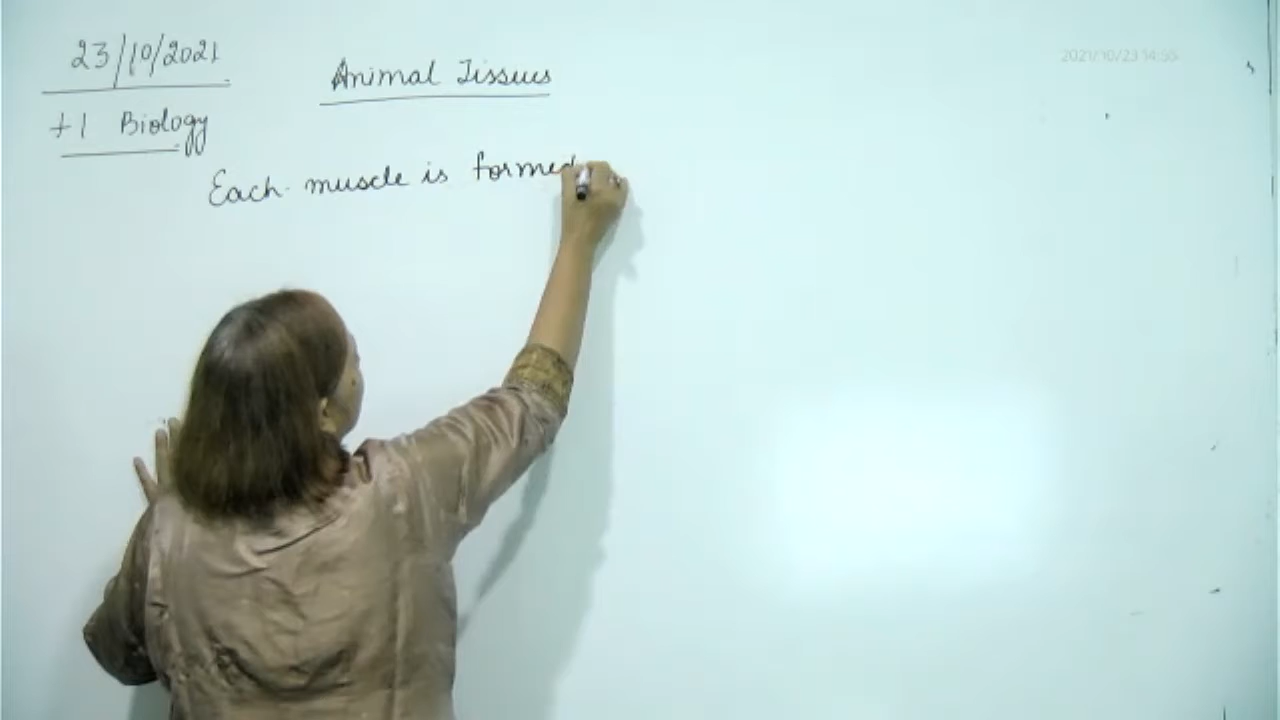 23/10/2021
Animal Tissues
2021/10/23 14:55
+1 Biology
Each muscle is formed